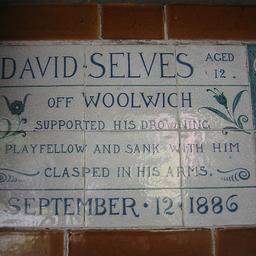 DAVID·SELVES AGED
12.
OFF WOOLWICH
SUPPORTED HIS DROWNING
PLAYFELLOW AND SANK WITH HIM
CLASPED IN HIS ARMS.
SEPTEMBER·12·1886